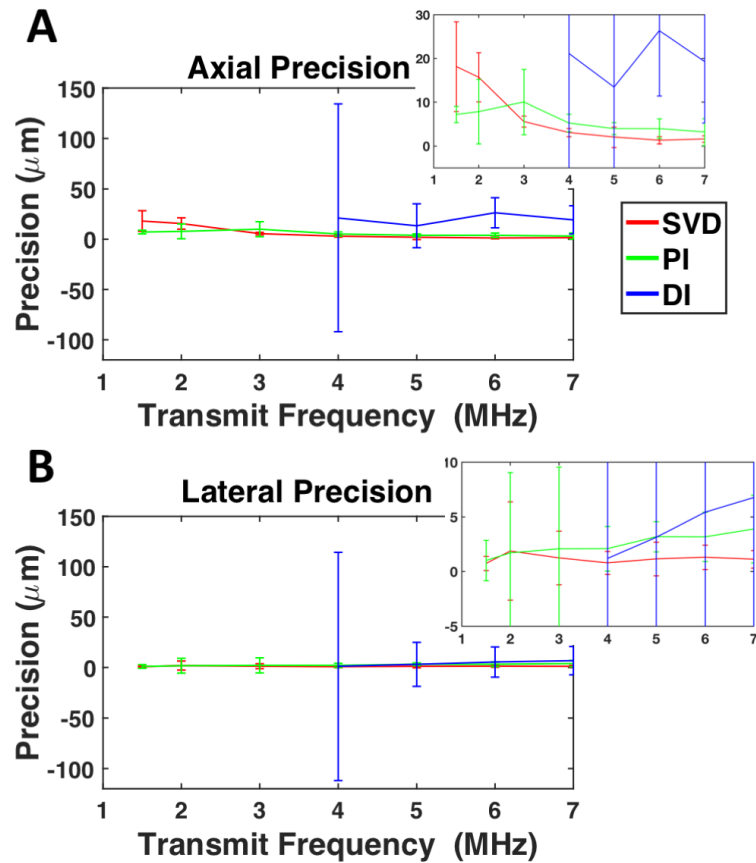 A
Axial Precision
Precision (μm)
150
100
50
0
-50
-100
1 2 3 4 5 6 7
Transmit Frequency (MHz)
30
20
10
0
1 2 3 4 5 6 7
SVD
PI
DI
B
Lateral Precision
Precision (μm)
150
100
50
0
-50
-100
1 2 3 4 5 6 7
Transmit Frequency (MHz)
10
5
0
-5
1 2 3 4 5 6 7